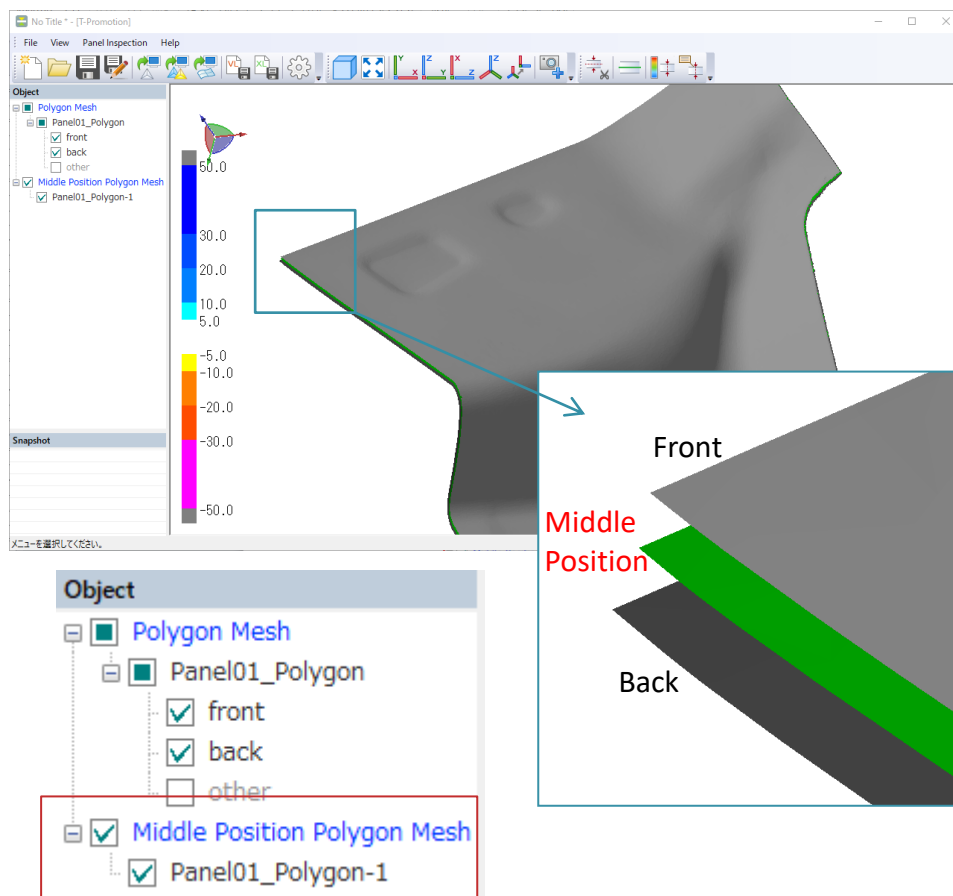 No Title * - [T-Promotion]
File View Panel Inspection Help
VL XL Y X Z Y X Z Z
Object
Polygon Mesh
Panel01_Polygon
front
back
other
Middle Position Polygon Mesh
Panel01_Polygon-1
50.0
30.0
20.0
10.0
5.0
-5.0
-10.0
-20.0
-30.0
-50.0
Snapshot
メニューを選択してください。
Front
Middle
Position
Back
Object
Polygon Mesh
Panel01_Polygon
front
back
other
Middle Position Polygon Mesh
Panel01_Polygon-1